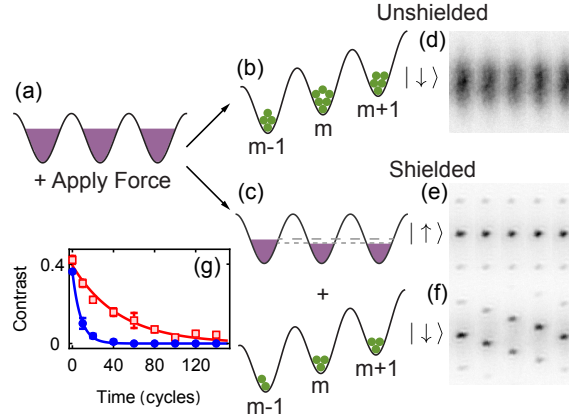 Unshielded
(a)
(b)
m-1
m
m+1
|↓⟩
(d)
+ Apply Force
Shielded
(c)
|↑⟩
(e)
+
(f)
|↓⟩
m-1
m
m+1
(g)
Contrast
0.4
0
0 40 80 120
Time (cycles)